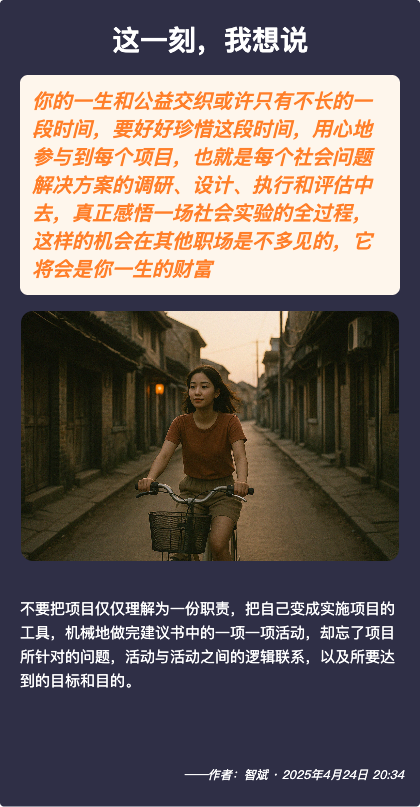 这一刻，我想说
你的一生和公益交织或许只有不长的一
段时间，要好好珍惜这段时间，用心地
参与到每个项目，也就是每个社会问题
解决方案的调研、设计、执行和评估中
去，真正感悟一场社会实验的全过程，
这样的机会在其他职场是不多见的，它
将会是你一生的财富
不要把项目仅仅理解为一份职责，把自己变成实施项目的
工具，机械地做完建议书中的一项一项活动，却忘了项目
所针对的问题，活动与活动之间的逻辑联系，以及所要达
到的目标和目的。
——作者：智斌 · 2025年4月24日 20:34